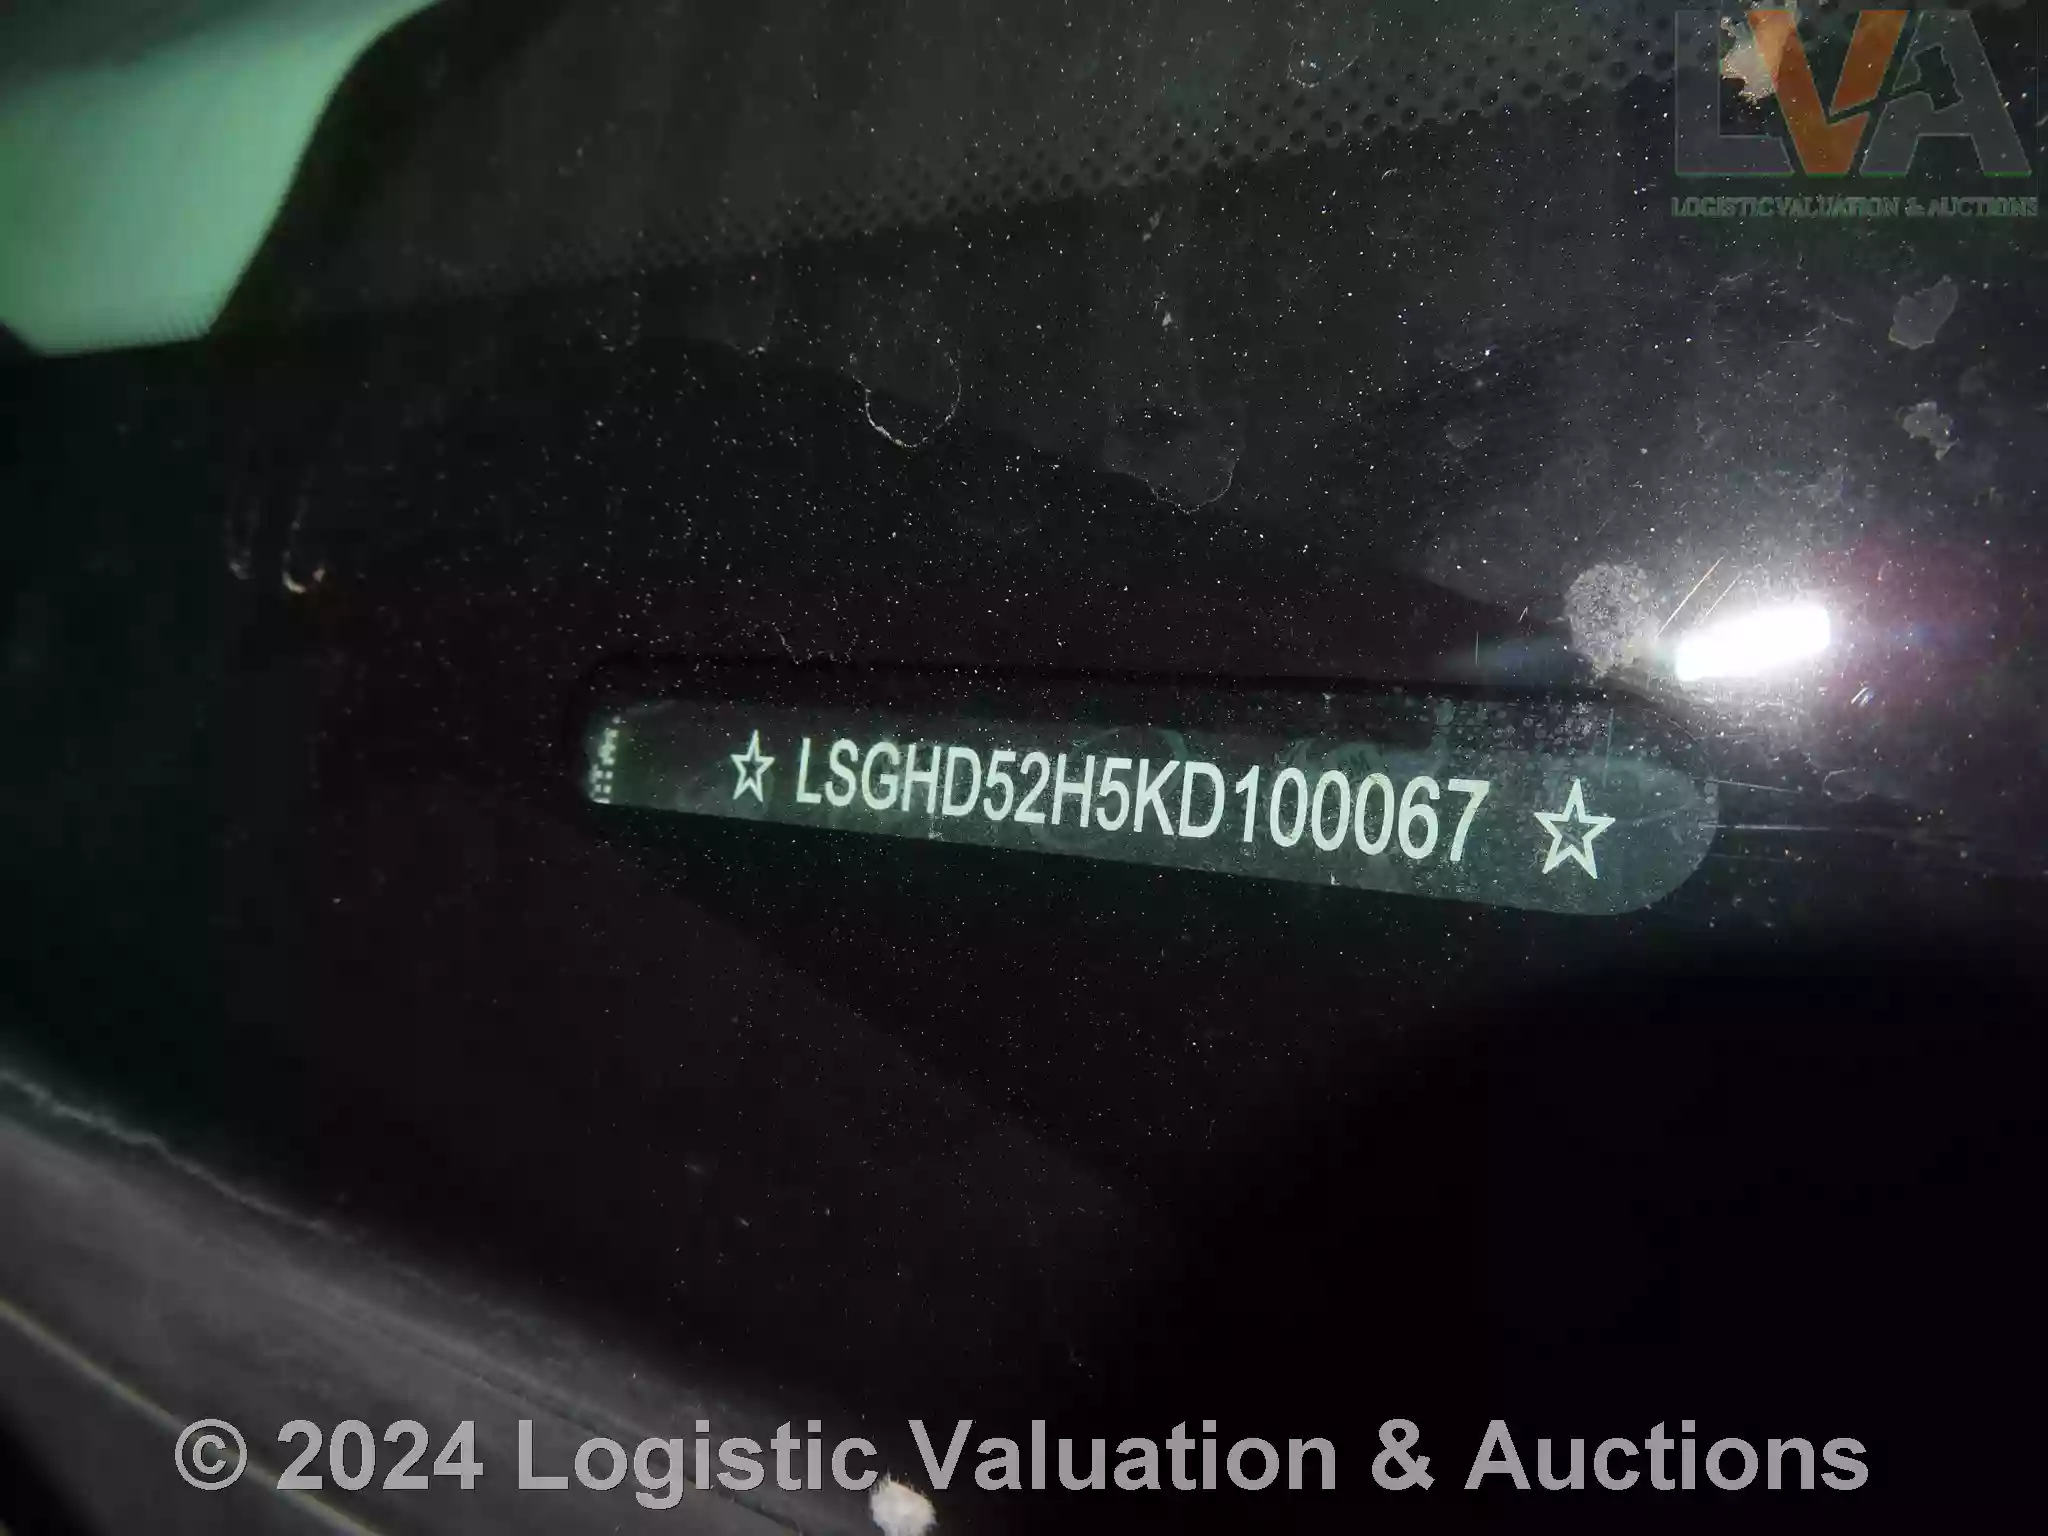 LVA
LOGISTIC VALUATION & AUCTIONS
☆ LSGHD52H5KD100067 ☆
© 2024 Logistic Valuation & Auctions